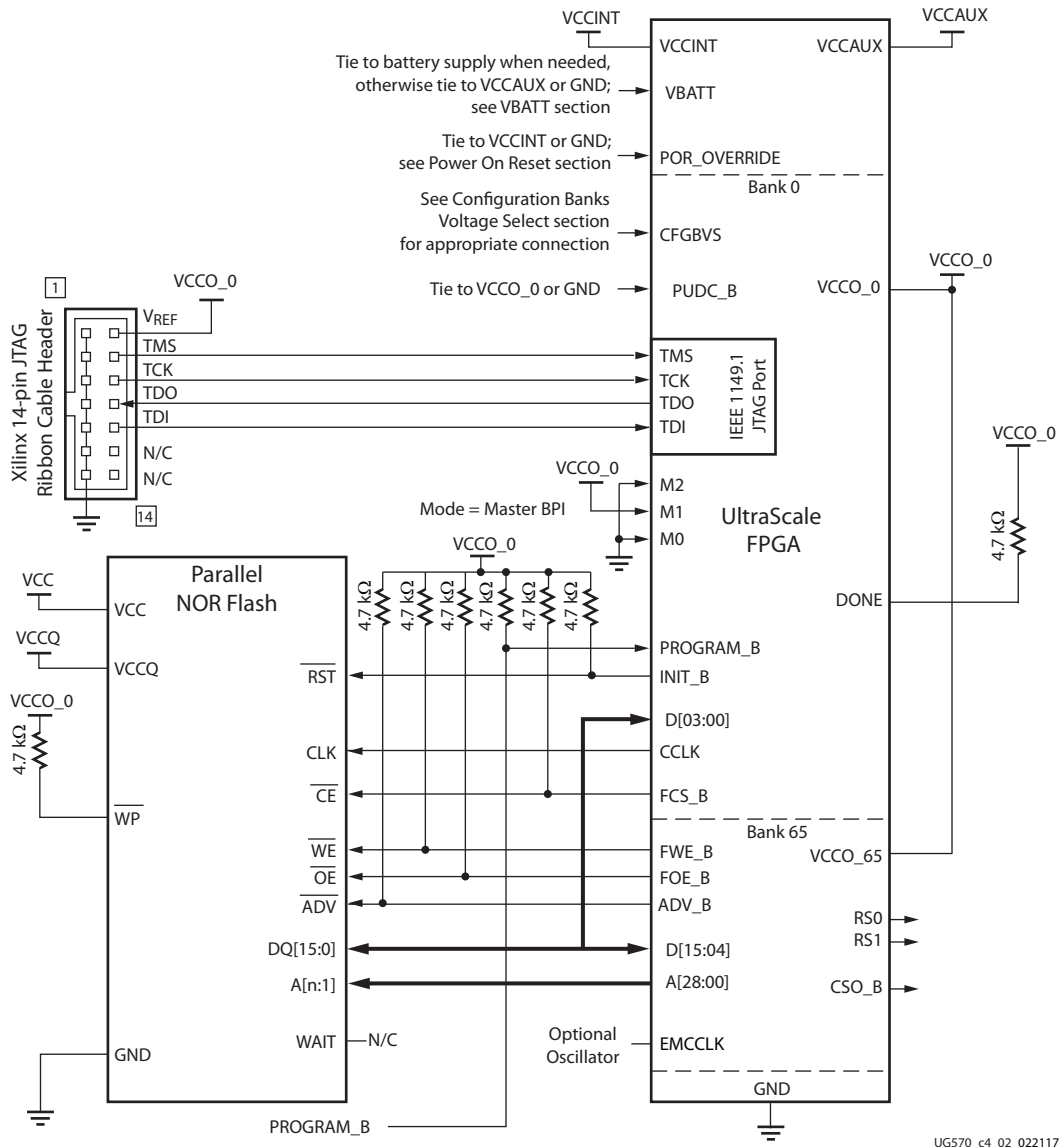 VCCINT
VCCAUX
VCCINT
VCCAUX
Tie to battery supply when needed,
otherwise tie to VCCAUX or GND;
see VBATT section
VBATT
Tie to VCCINT or GND;
see Power On Reset section
POR_OVERRIDE
Bank 0
See Configuration Banks
Voltage Select section
for appropriate connection
CFGBVS
VCCO_0
Tie to VCCO_0 or GND
PUDC_B
VCCO_0
1
VCCO_0
VREF
Xilinx 14-pin JTAG
Ribbon Cable Header
TMS
TCK
TDO
TDI
N/C
N/C
14
TMS
TCK
TDO
TDI
IEEE 1149.1
JTAG Port
VCCO_0
4.7 kΩ
VCCO_0
M2
M1
M0
Mode = Master BPI
UltraScale
FPGA
VCCO_0
4.7 kΩ
4.7 kΩ
4.7 kΩ
4.7 kΩ
4.7 kΩ
4.7 kΩ
DONE
Parallel
NOR Flash
VCC
VCC
VCCQ
VCCQ
VCCO_0
4.7 kΩ
WP
RST
CLK
CE
WE
OE
ADV
DQ[15:0]
A[n:1]
WAIT
N/C
GND
PROGRAM_B
PROGRAM_B
INIT_B
D[03:00]
CCLK
FCS_B
Bank 65
VCCO_65
FWE_B
FOE_B
ADV_B
RS0
RS1
D[15:04]
A[28:00]
CSO_B
Optional
Oscillator
EMCCLK
GND
UG570_c4_02_022117